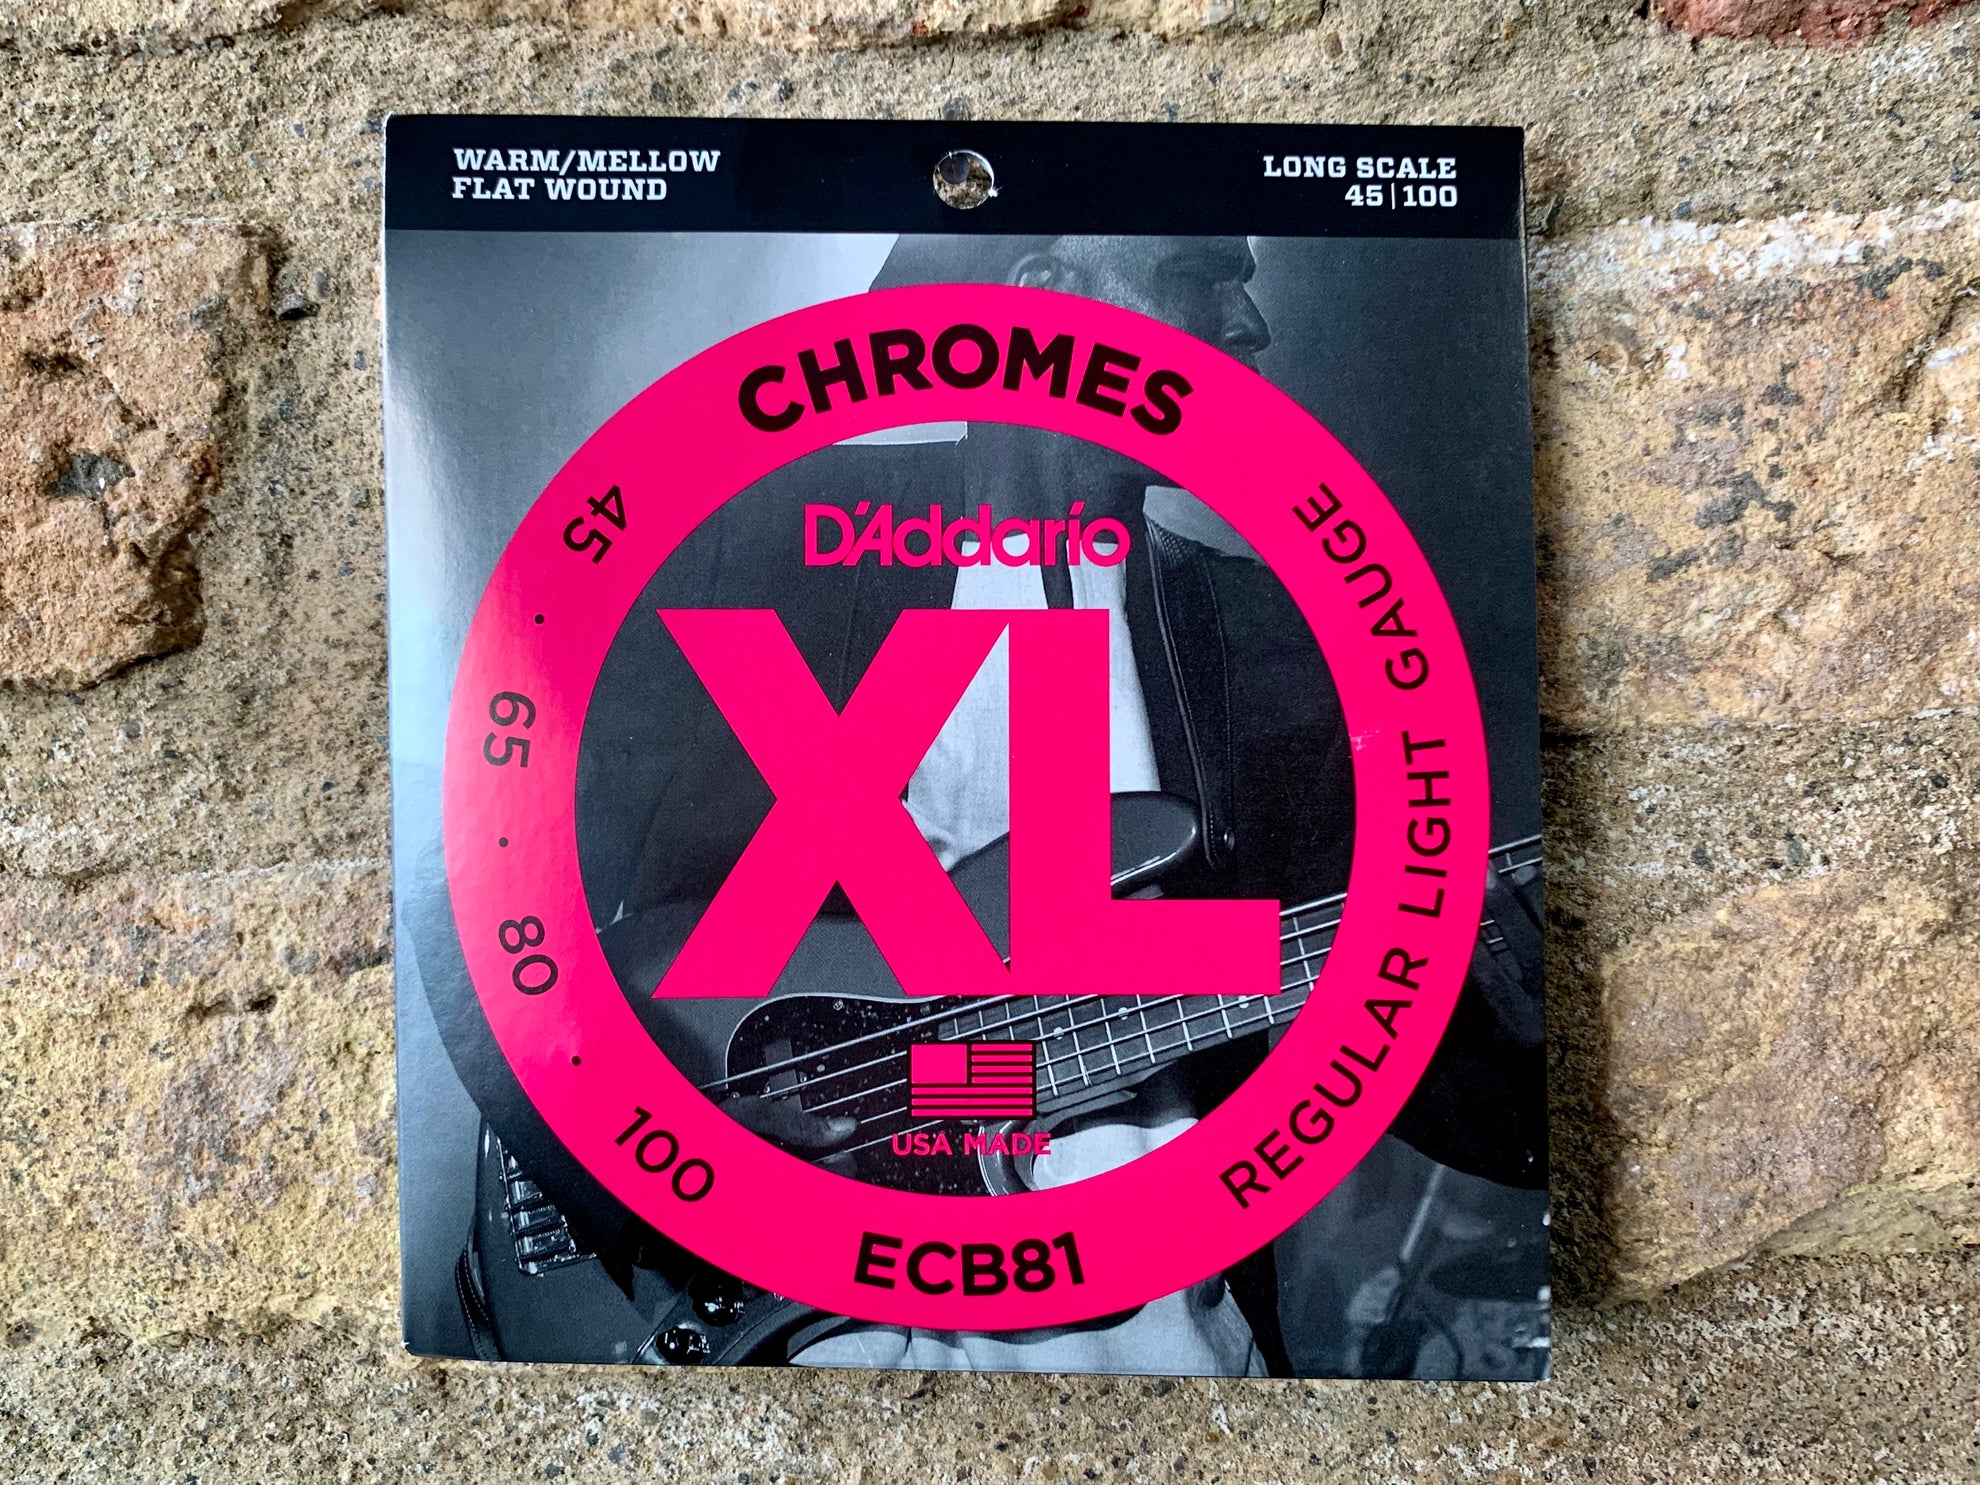 WARM/MELLOW
FLAT WOUND
LONG SCALE
45|100
CHROMES
45 · 65 · 80 · 100
REGULAR LIGHT GAUGE
D'Addario
XL
USA MADE
ECB81